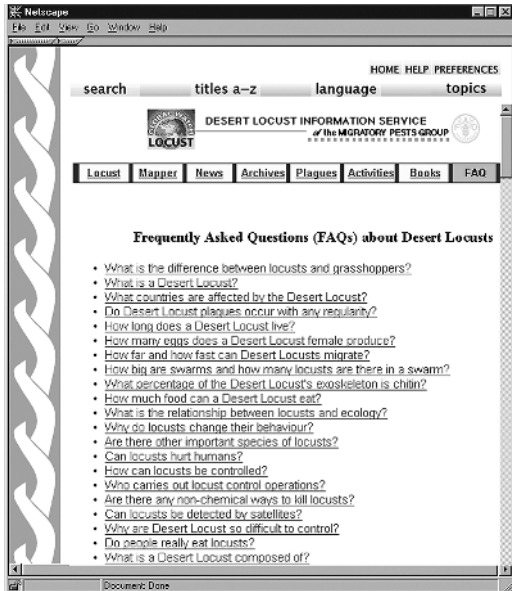 Netscape
File Edit View Go Window Help
HOME HELP PREFERENCES
search titles a–z language topics
LOCUST
DESERT LOCUST INFORMATION SERVICE
of the MIGRATORY PESTS GROUP
Locust Mapper News Archives Plagues Activities Books FAQ
Frequently Asked Questions (FAQs) about Desert Locusts
• What is the difference between locusts and grasshoppers?
• What is a Desert Locust?
• What countries are affected by the Desert Locust?
• Do Desert Locust plagues occur with any regularity?
• How long does a Desert Locust live?
• How many eggs does a Desert Locust female produce?
• How far and how fast can Desert Locusts migrate?
• How big are swarms and how many locusts are there in a swarm?
• What percentage of the Desert Locust's exoskeleton is chitin?
• How much food can a Desert Locust eat?
• What is the relationship between locusts and ecology?
• Why do locusts change their behaviour?
• Are there other important species of locusts?
• Can locusts hurt humans?
• How can locusts be controlled?
• Who carries out locust control operations?
• Are there any non-chemical ways to kill locusts?
• Can locusts be detected by satellites?
• Why are Desert Locust so difficult to control?
• Do people really eat locusts?
• What is a Desert Locust composed of?
Document: Done